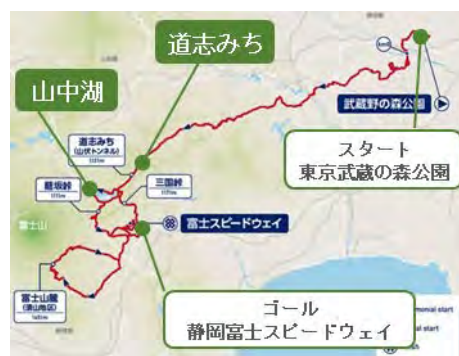 道志みち
山中湖
武蔵野の森公園
道志みち
(山伏トンネル)
スタート
東京武蔵の森公園
籠坂峠
三国峠
富士山
富士スピードウェイ
富士山麓
ゴール
静岡富士スピードウェイ